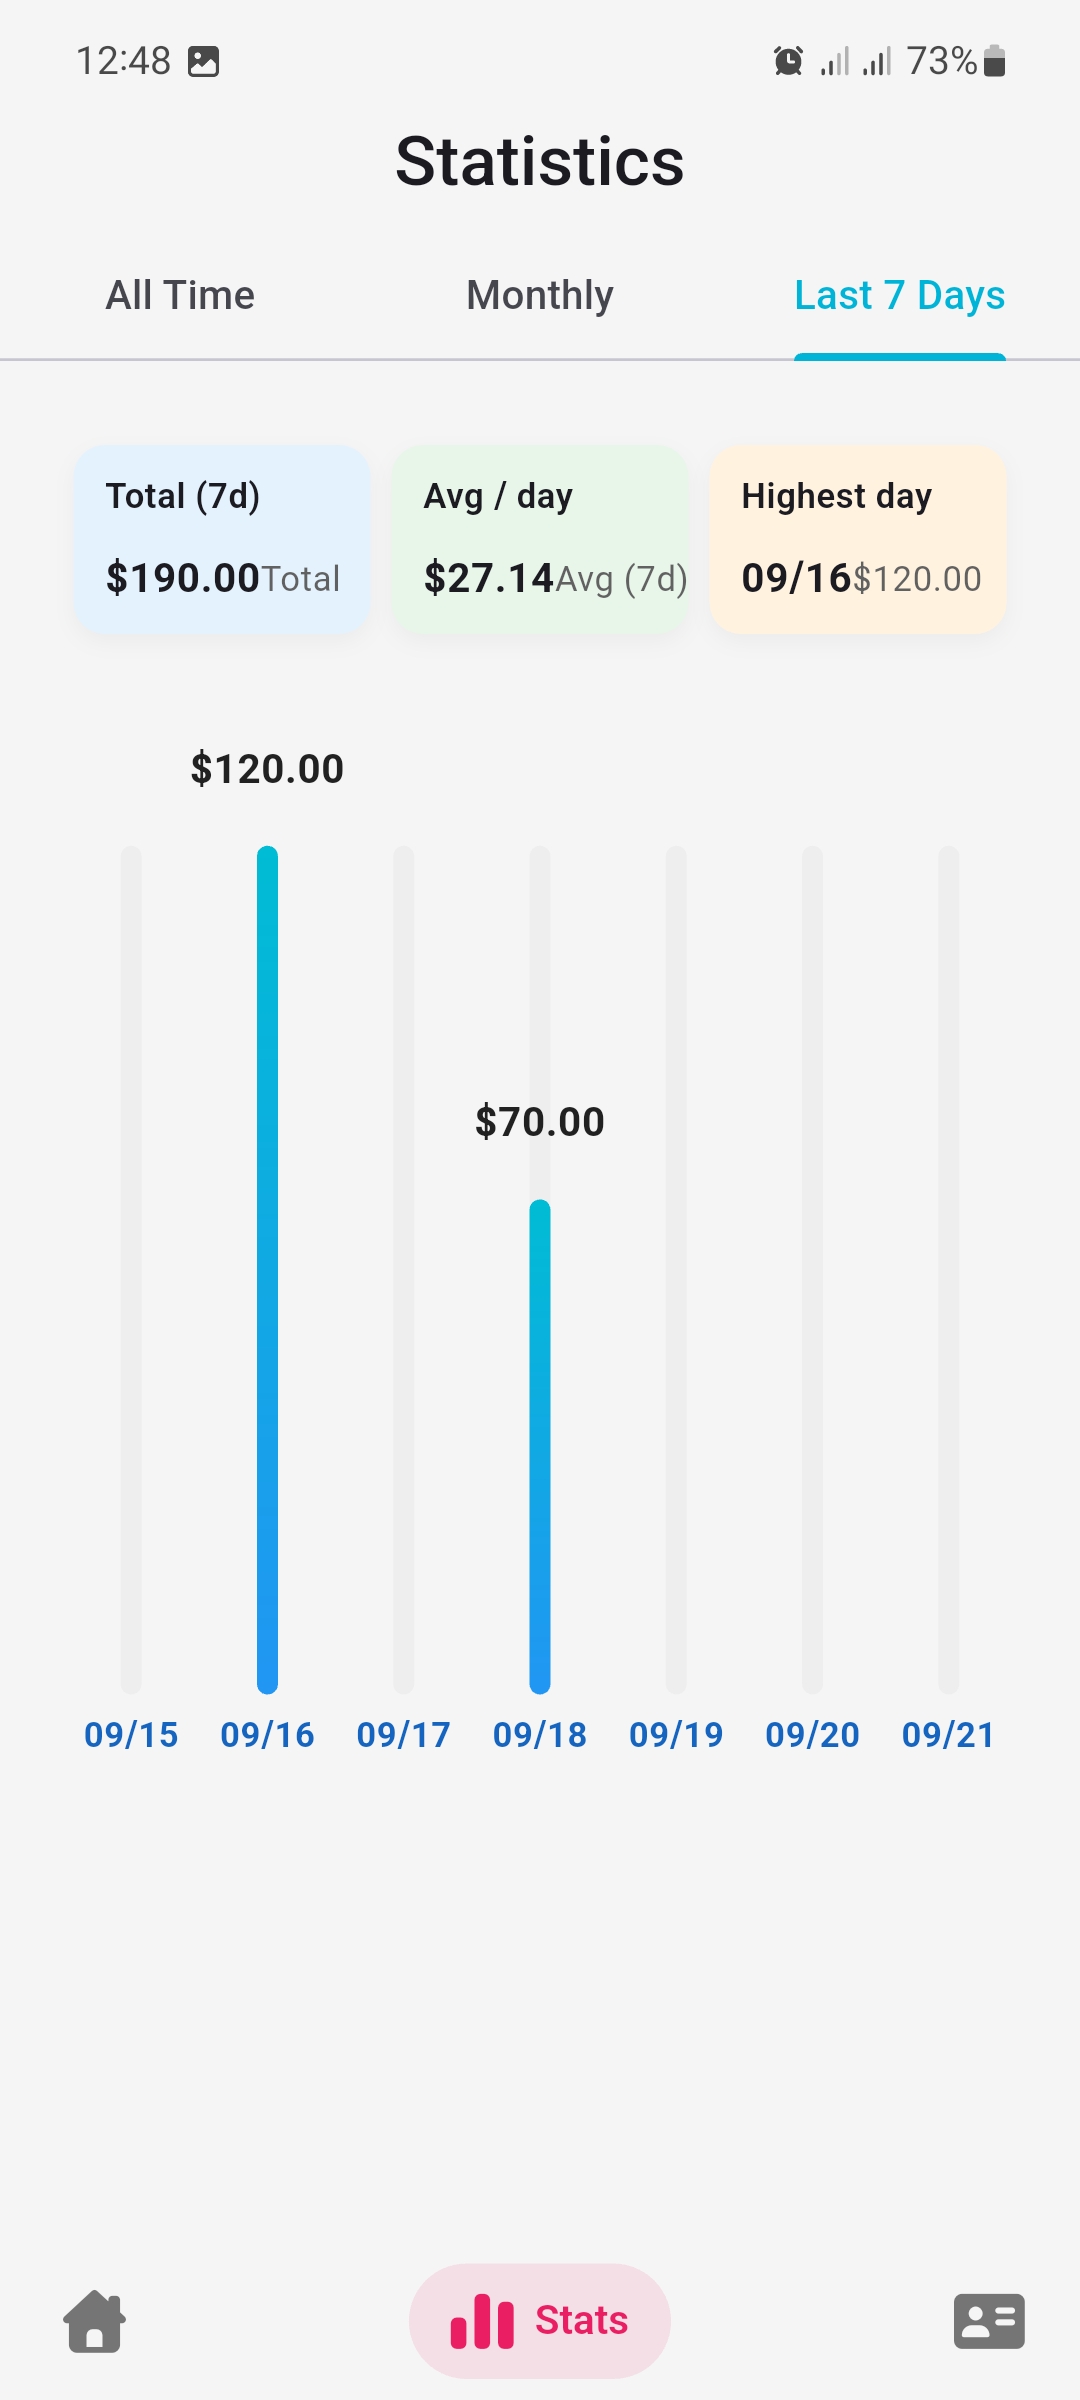 12:48 73%
Statistics
All Time Monthly Last 7 Days
Total (7d) Avg / day Highest day
$190.00Total $27.14Avg (7d) 09/16$120.00
$120.00
$70.00
09/15 09/16 09/17 09/18 09/19 09/20 09/21
Stats